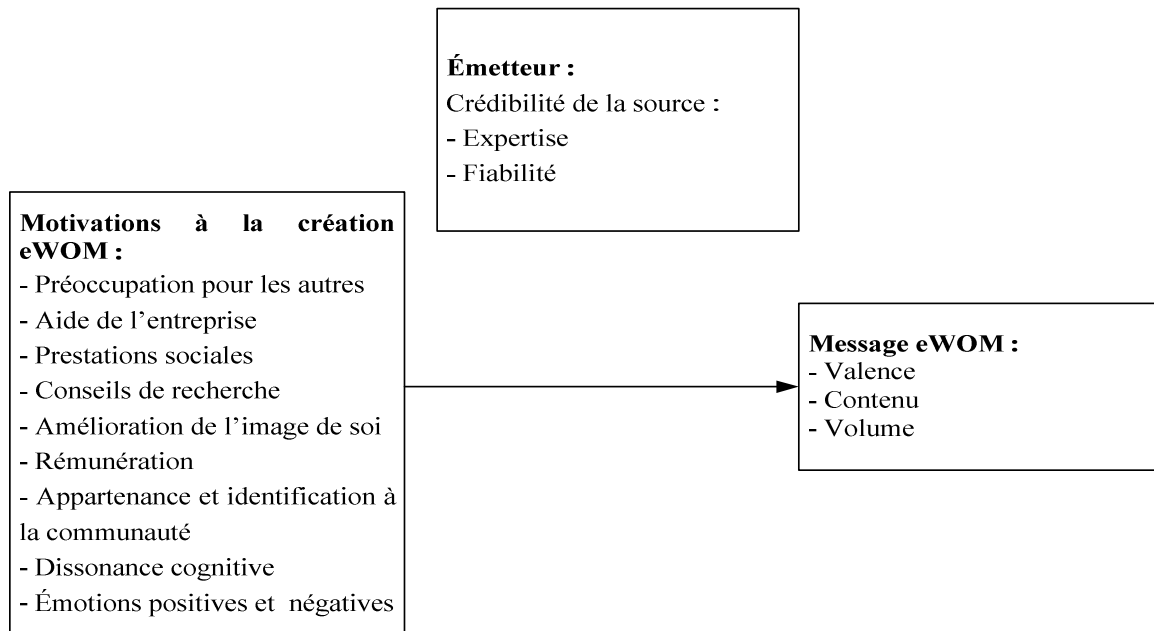 Émetteur :
Crédibilité de la source :
- Expertise
- Fiabilité
Motivations à la création
eWOM :
- Préoccupation pour les autres
- Aide de l’entreprise
- Prestations sociales
- Conseils de recherche
- Amélioration de l’image de soi
- Rémunération
- Appartenance et identification à
la communauté
- Dissonance cognitive
- Émotions positives et négatives
Message eWOM :
- Valence
- Contenu
- Volume